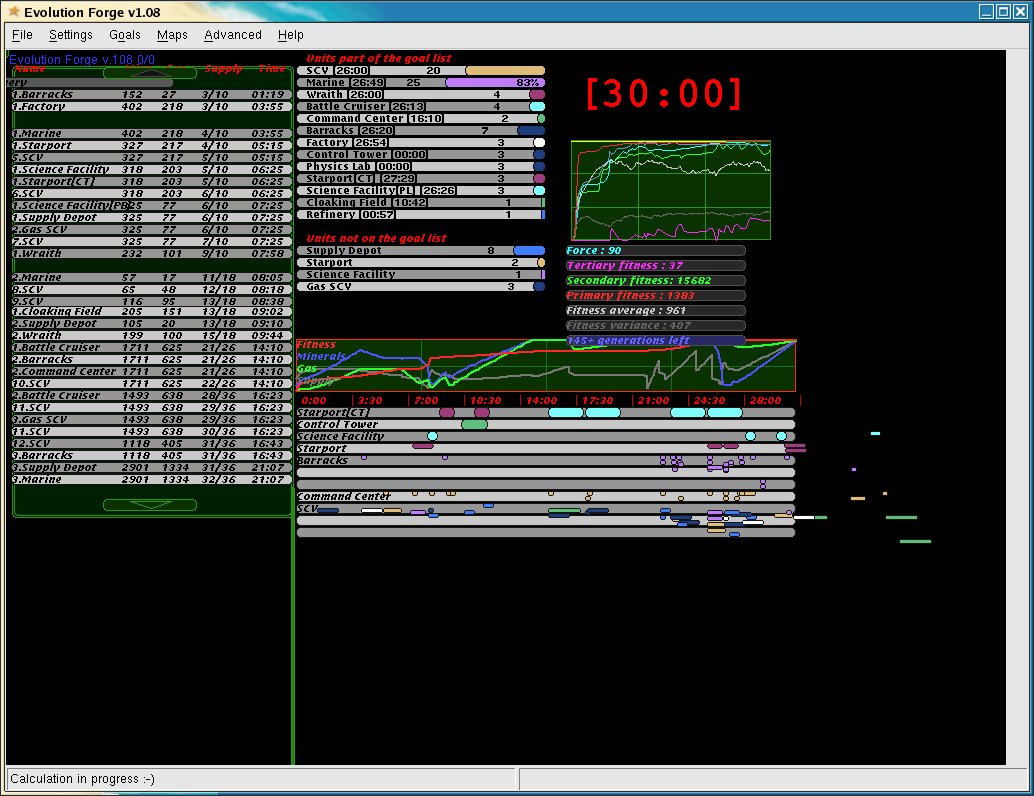 Evolution Forge v1.08
File Settings Goals Maps Advanced Help
Evolution Forge v.108 0/0
Name Supply Time
ery
1.Barracks 152 27 3/10 01:19
1.Factory 402 218 3/10 03:55
1.Marine 402 218 4/10 03:55
1.Starport 327 217 4/10 05:15
5.SCV 327 217 5/10 05:15
1.Science Facility 318 203 5/10 06:25
1.Starport[CT] 318 203 5/10 06:25
6.SCV 318 203 6/10 06:25
1.Science Facility[PB] 325 77 6/10 07:25
1.Supply Depot 325 77 6/10 07:25
2.Gas SCV 325 77 6/10 07:25
7.SCV 325 77 7/10 07:25
1.Wraith 232 101 9/10 07:58
2.Marine 57 17 11/18 08:05
8.SCV 65 48 12/18 08:18
9.SCV 116 95 13/18 08:38
1.Cloaking Field 205 151 13/18 09:02
2.Supply Depot 105 20 13/18 09:10
2.Wraith 199 100 15/18 09:44
1.Battle Cruiser 1711 625 21/26 14:10
2.Barracks 1711 625 21/26 14:10
2.Command Center 1711 625 21/26 14:10
10.SCV 1711 625 22/26 14:10
2.Battle Cruiser 1493 638 28/36 16:23
11.SCV 1493 638 29/36 16:23
3.Gas SCV 1493 638 29/36 16:23
11.SCV 1493 638 30/36 16:23
12.SCV 1118 405 31/36 16:43
3.Barracks 1118 405 31/36 16:43
3.Supply Depot 2901 1334 31/36 21:07
3.Marine 2901 1334 32/36 21:07
Units part of the goal list
SCV [26:00] 20
Marine [26:49] 25 83%
Wraith [26:00] 4
Battle Cruiser [26:13] 4
Command Center [16:10] 2
Barracks [26:20] 7
Factory [26:54] 3
Control Tower [00:00] 3
Physics Lab [00:00] 3
Starport[CT] [27:29] 3
Science Facility[PL] [26:26] 3
Cloaking Field [10:42] 1
Refinery [00:57] 1
Units not on the goal list
Supply Depot 8
Starport 2
Science Facility 1
Gas SCV 3
[30:00]
Force : 90
Tertiary fitness : 37
Secondary fitness: 15682
Primary fitness : 1383
Fitness average : 961
Fitness variance : 407
145+ generations left
Fitness
Minerals
Gas
Supply
0:00 3:30 7:00 10:30 14:00 17:30 21:00 24:30 28:00
Starport[CT]
Control Tower
Science Facility
Starport
Barracks
Command Center
SCV
Calculation in progress :-)